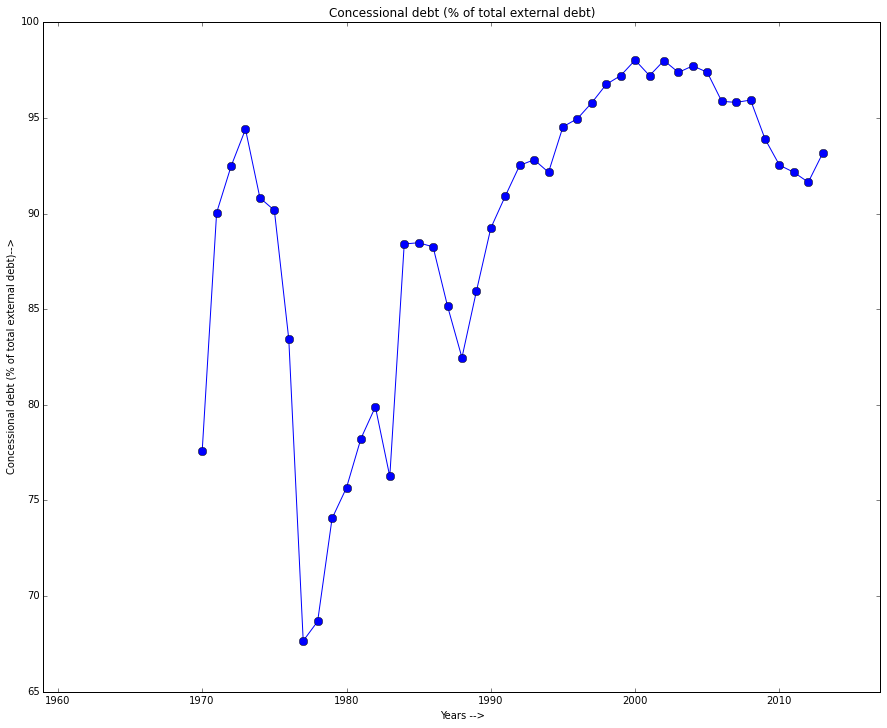 Concessional debt (% of total external debt)
100
95
90
85
80
75
70
65
Concessional debt (% of total external debt)-->
1960 1970 1980 1990 2000 2010
Years -->